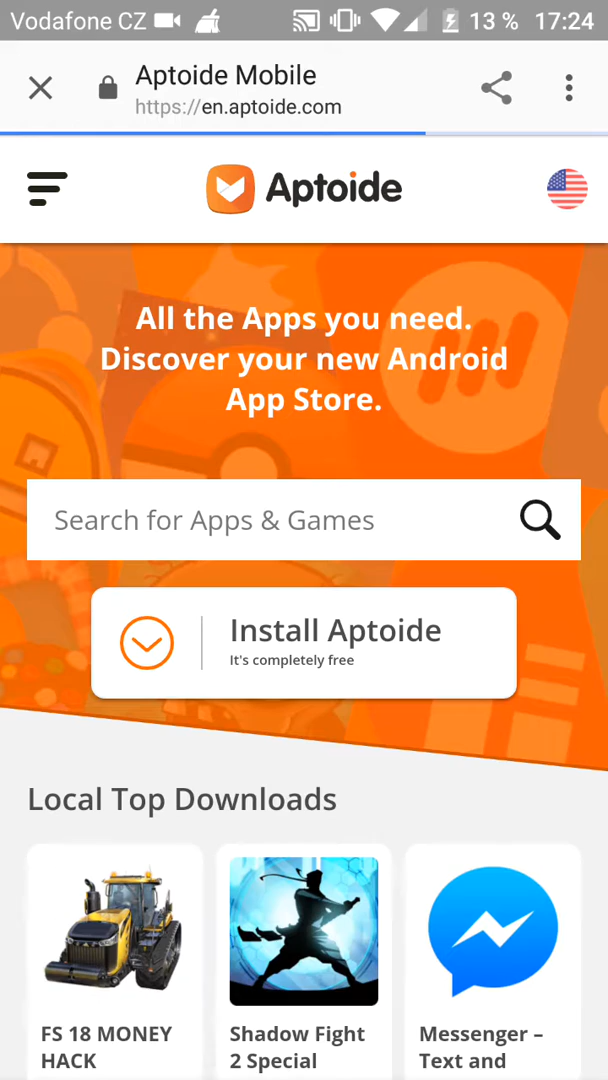 Vodafone CZ 13 % 17:24
Aptoide Mobile
https://en.aptoide.com
Aptoide
All the Apps you need.
Discover your new Android
App Store.
Search for Apps & Games
Install Aptoide
It's completely free
Local Top Downloads
FS 18 MONEY
HACK
Shadow Fight
2 Special
Messenger –
Text and